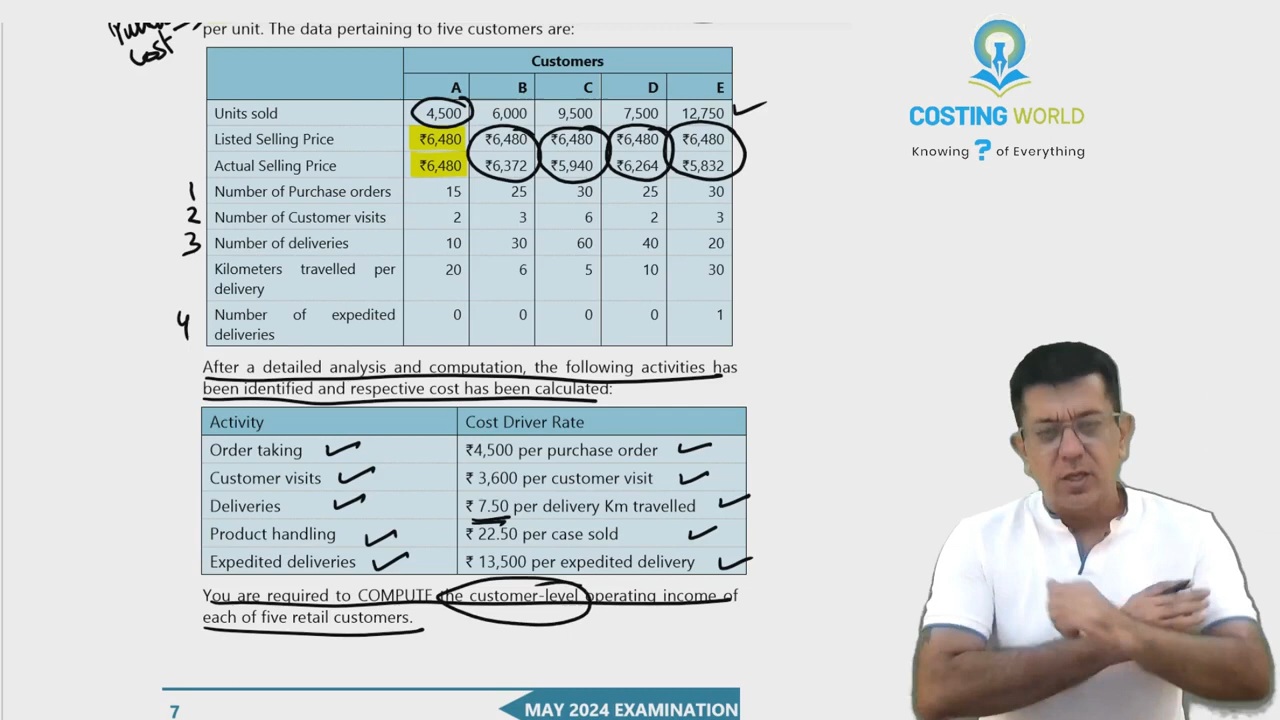 per unit. The data pertaining to five customers are:
cost
Customers
A B C D E
Units sold 4,500 6,000 9,500 7,500 12,750
Listed Selling Price ₹6,480 ₹6,480 ₹6,480 ₹6,480 ₹6,480
Actual Selling Price ₹6,480 ₹6,372 ₹5,940 ₹6,264 ₹5,832
1 Number of Purchase orders 15 25 30 25 30
2 Number of Customer visits 2 3 6 2 3
3 Number of deliveries 10 30 60 40 20
Kilometers travelled per 20 6 5 10 30
delivery
4 Number of expedited 0 0 0 0 1
deliveries
After a detailed analysis and computation, the following activities has
been identified and respective cost has been calculated:
Activity Cost Driver Rate
Order taking ₹4,500 per purchase order
Customer visits ₹ 3,600 per customer visit
Deliveries ₹ 7.50 per delivery Km travelled
Product handling ₹ 22.50 per case sold
Expedited deliveries ₹ 13,500 per expedited delivery
You are required to COMPUTE the customer-level operating income of
each of five retail customers.
7 MAY 2024 EXAMINATION
COSTING WORLD
Knowing ? of Everything